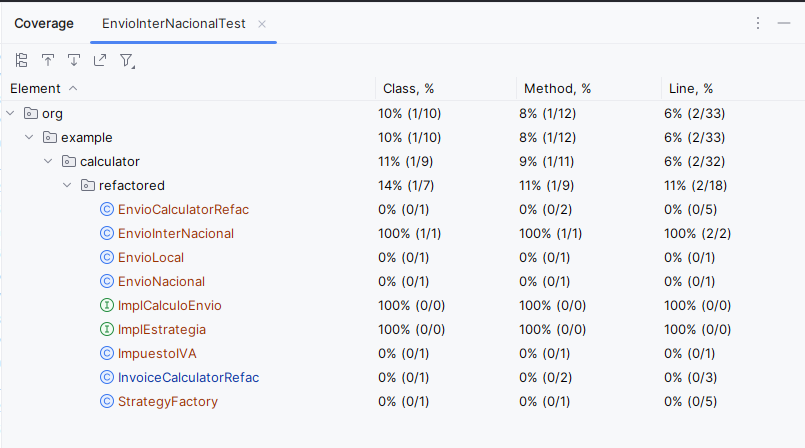 Coverage EnvioInterNacionalTest
Element Class, % Method, % Line, %
org 10% (1/10) 8% (1/12) 6% (2/33)
example 10% (1/10) 8% (1/12) 6% (2/33)
calculator 11% (1/9) 9% (1/11) 6% (2/32)
refactored 14% (1/7) 11% (1/9) 11% (2/18)
C EnvioCalculatorRefac 0% (0/1) 0% (0/2) 0% (0/5)
C EnvioInterNacional 100% (1/1) 100% (1/1) 100% (2/2)
C EnvioLocal 0% (0/1) 0% (0/1) 0% (0/1)
C EnvioNacional 0% (0/1) 0% (0/1) 0% (0/1)
I ImplCalculoEnvio 100% (0/0) 100% (0/0) 100% (0/0)
I ImplEstrategia 100% (0/0) 100% (0/0) 100% (0/0)
C ImpuestoIVA 0% (0/1) 0% (0/1) 0% (0/1)
C InvoiceCalculatorRefac 0% (0/1) 0% (0/2) 0% (0/3)
C StrategyFactory 0% (0/1) 0% (0/1) 0% (0/5)